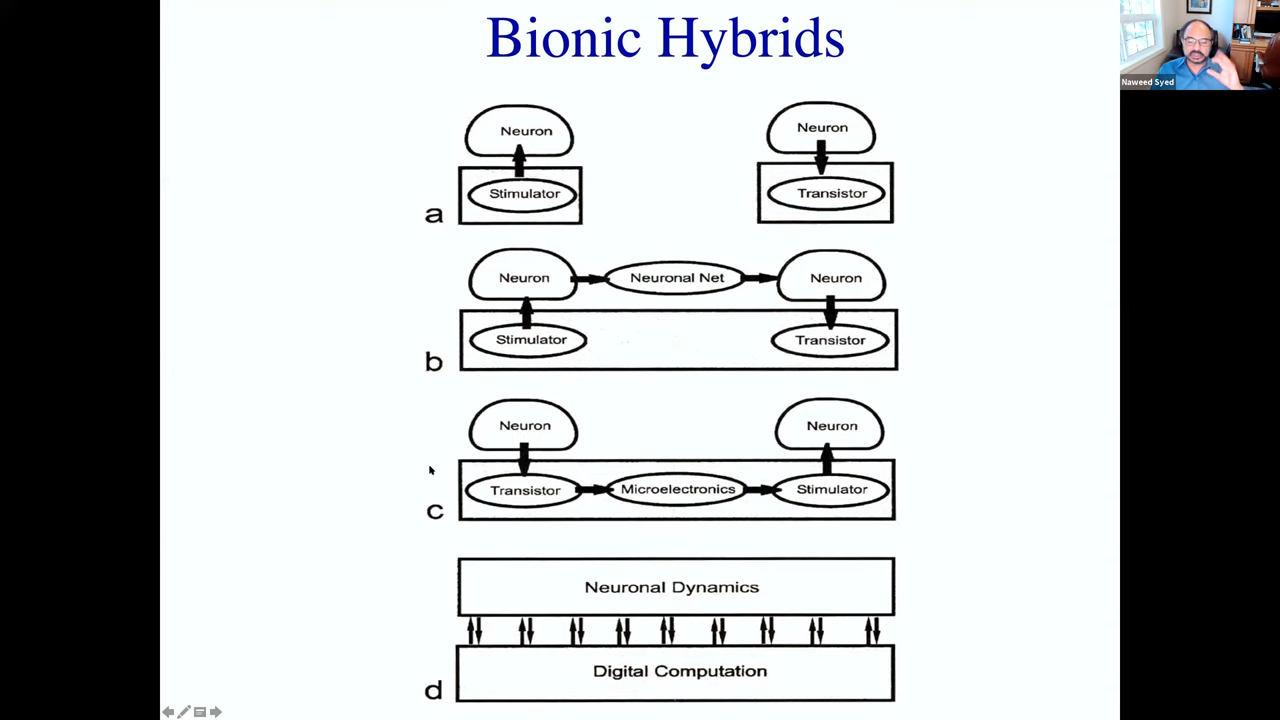 Bionic Hybrids
Naweed Syed
Neuron
Neuron
Stimulator
Transistor
a
Neuron
Neuronal Net
Neuron
Stimulator
Transistor
b
Neuron
Neuron
Transistor
Microelectronics
Stimulator
c
Neuronal Dynamics
Digital Computation
d